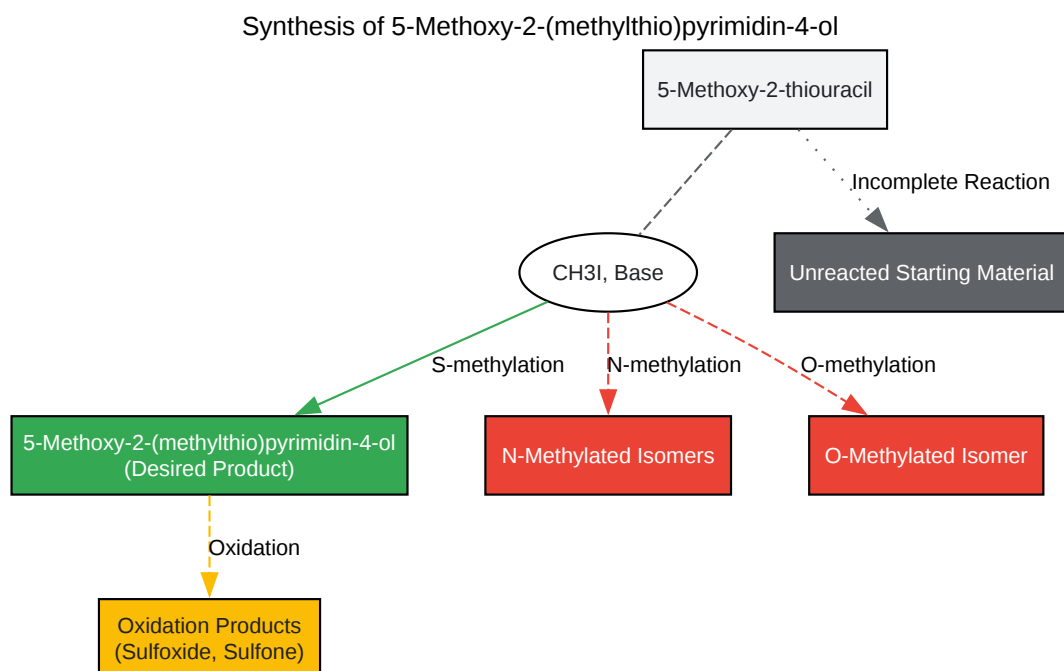 Synthesis of 5-Methoxy-2-(methylthio)pyrimidin-4-ol
5-Methoxy-2-thiouracil
Incomplete Reaction
CH3I, Base
Unreacted Starting Material
S-methylation
N-methylation
O-methylation
5-Methoxy-2-(methylthio)pyrimidin-4-ol
(Desired Product)
N-Methylated Isomers
O-Methylated Isomer
Oxidation
Oxidation Products
(Sulfoxide, Sulfone)